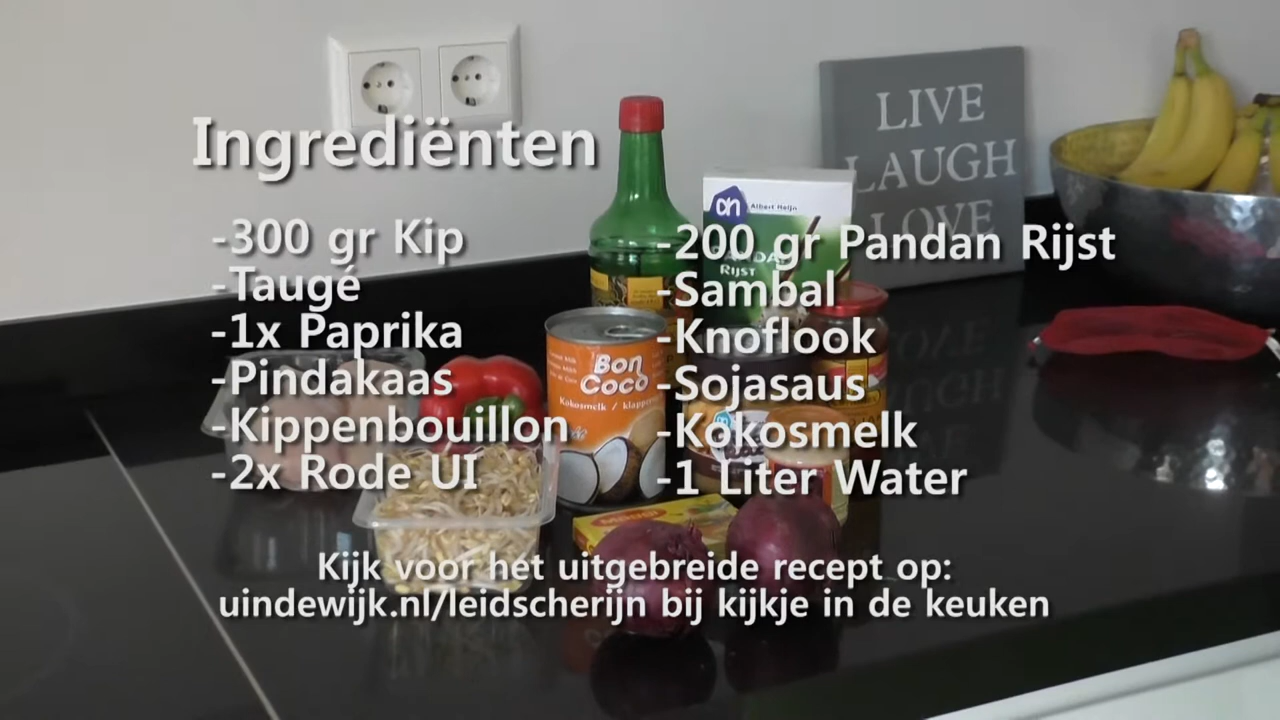 Ingrediënten
-300 gr Kip
-Taugé
-1x Paprika
-Pindakaas
-Kippenbouillon
-2x Rode UI
-200 gr Pandan Rijst
-Sambal
-Knoflook
-Sojasaus
-Kokosmelk
-1 Liter Water
Kijk voor het uitgebreide recept op:
uindewijk.nl/leidscherijn bij kijkje in de keuken
LIVE
LAUGH
LOVE
ah Albert Heijn
PANDAN
RIJST
Bon
Coco
Kokosmelk /